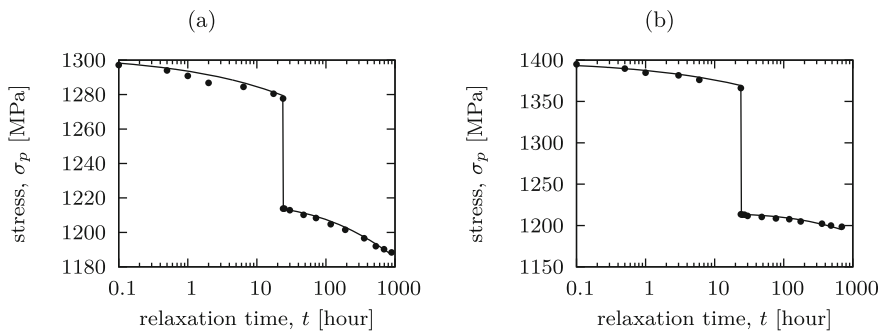 (a)
1300
1280
1260
1240
1220
1200
1180
stress, σp [MPa]
0.1 1 10 100 1000
relaxation time, t [hour]
(b)
1400
1350
1300
1250
1200
1150
stress, σp [MPa]
0.1 1 10 100 1000
relaxation time, t [hour]